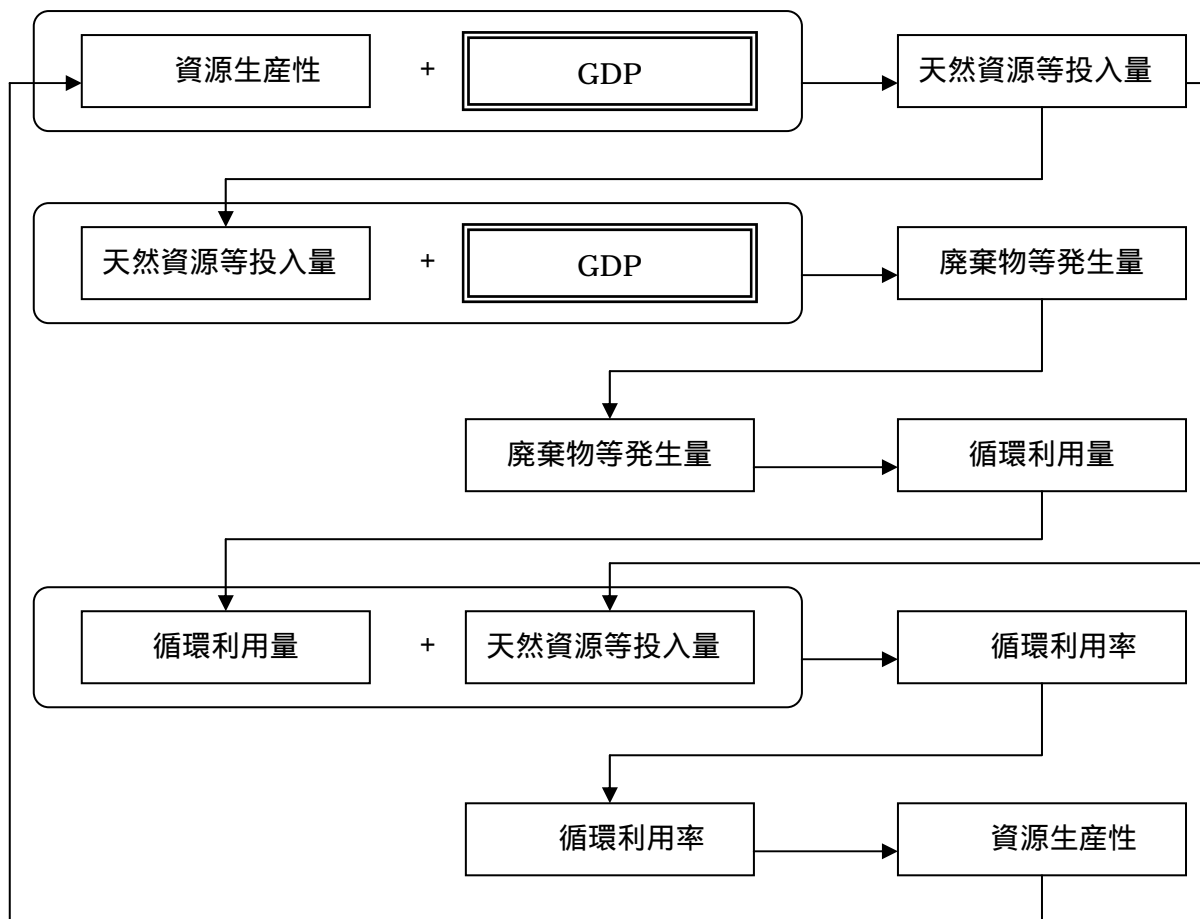 資源生産性 + GDP 天然資源等投入量
天然資源等投入量 + GDP 廃棄物等発生量
廃棄物等発生量 循環利用量
循環利用量 + 天然資源等投入量 循環利用率
循環利用率 資源生産性